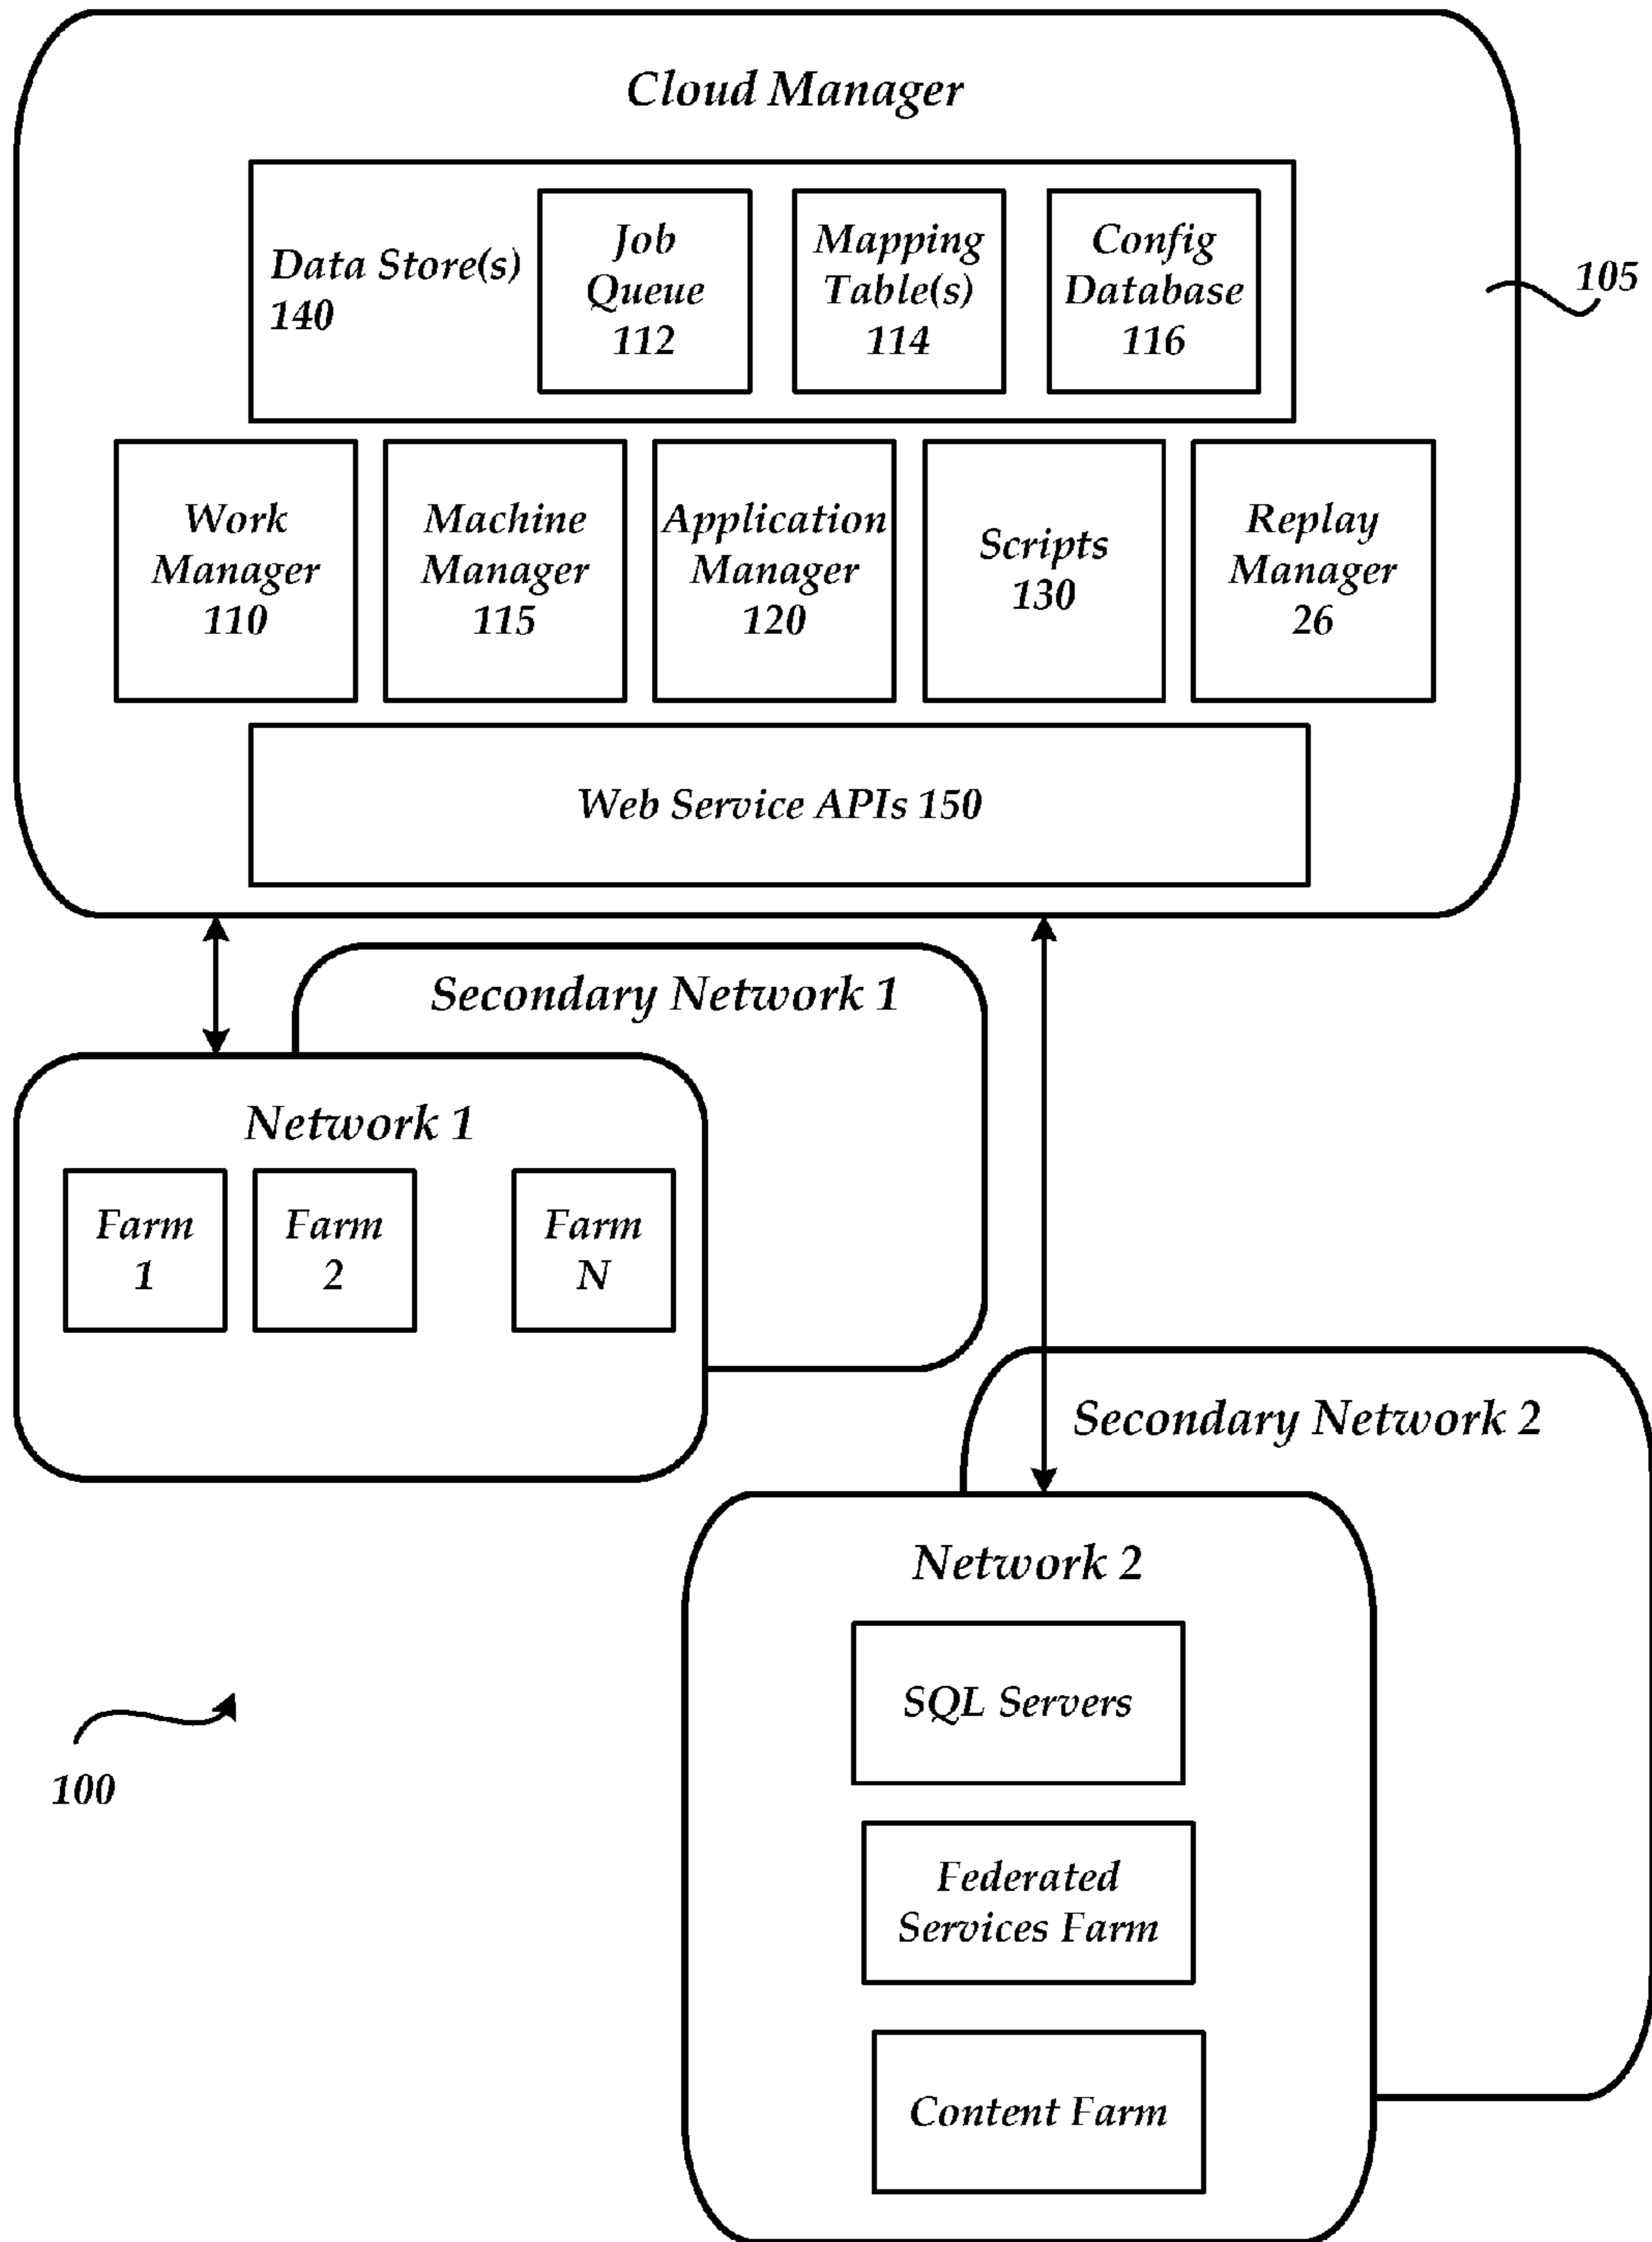 Cloud Manager
Data Store(s)
140
Job
Queue
112
Mapping
Table(s)
114
Config
Database
116
105
Work
Manager
110
Machine
Manager
115
Application
Manager
120
Scripts
130
Replay
Manager
26
Web Service APIs 150
Secondary Network 1
Network 1
Farm
1
Farm
2
Farm
N
Secondary Network 2
Network 2
SQL Servers
Federated
Services Farm
Content Farm
100